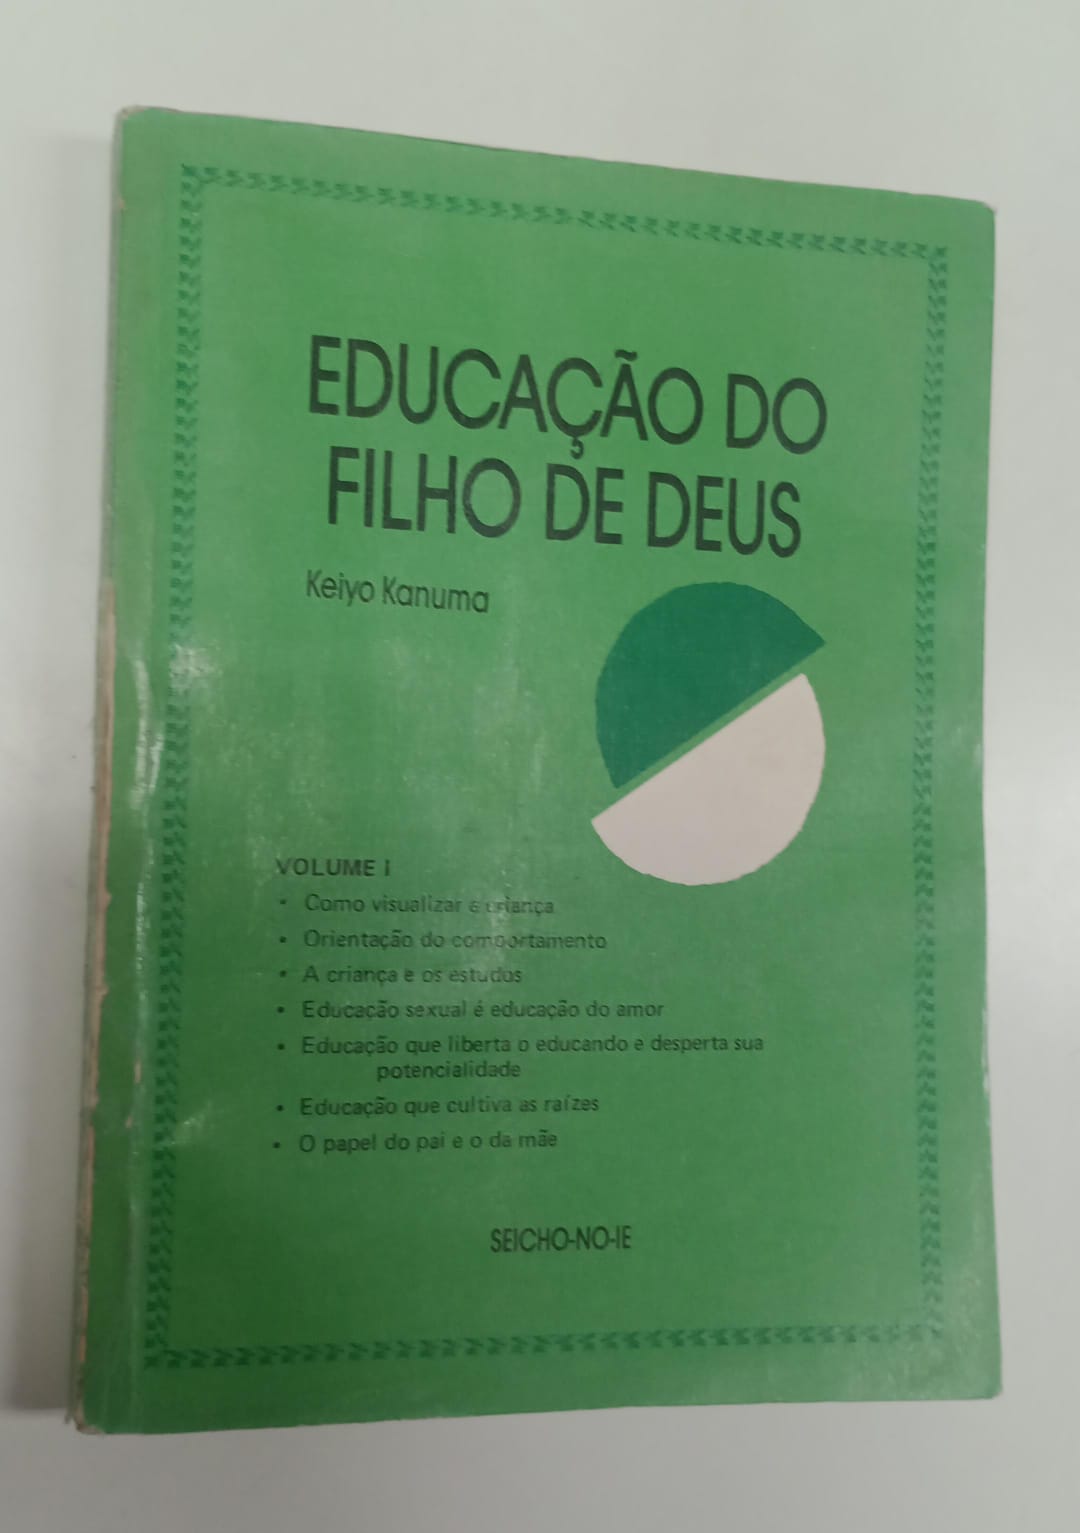 EDUCAÇÃO DO
FILHO DE DEUS
Keiyo Kanuma
VOLUME I
• Como visualizar a criança
• Orientação do comportamento
• A criança e os estudos
• Educação sexual é educação do amor
• Educação que liberta o educando e desperta sua
potencialidade
• Educação que cultiva as raízes
• O papel do pai e o da mãe
SEICHO-NO-IE